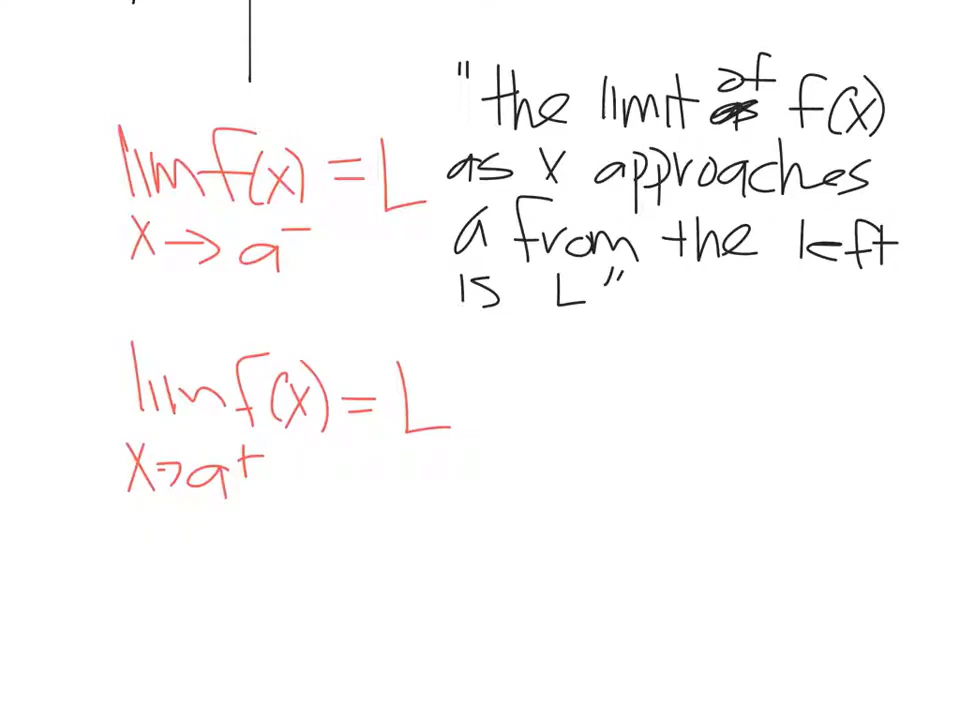 "the limit of f(x)
lim f(x) = L
x → a⁻
as x approaches
a from the left
is L"
lim f(x) = L
x → a⁺